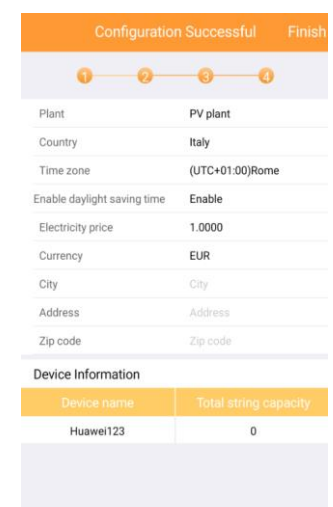 Configuration Successful Finish
1 2 3 4
Plant PV plant
Country Italy
Time zone (UTC+01:00)Rome
Enable daylight saving time Enable
Electricity price 1.0000
Currency EUR
City City
Address Address
Zip code Zip code
Device Information
Device name Total string capacity
Huawei123 0